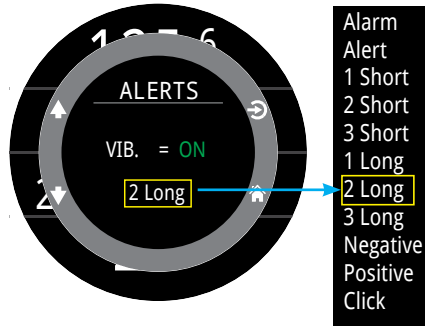 ALERTS
VIB. = ON
2 Long
Alarm
Alert
1 Short
2 Short
3 Short
1 Long
2 Long
3 Long
Negative
Positive
Click